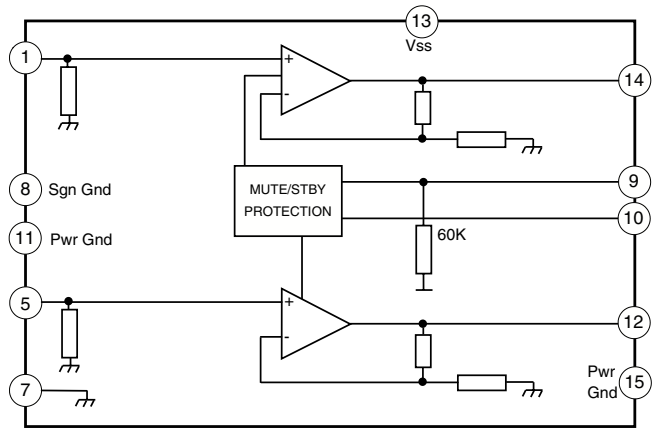 13
Vss
1
+
-
14
8 Sgn Gnd
MUTE/STBY
PROTECTION
9
10
11 Pwr Gnd
60K
5
+
-
12
7
Pwr
Gnd 15